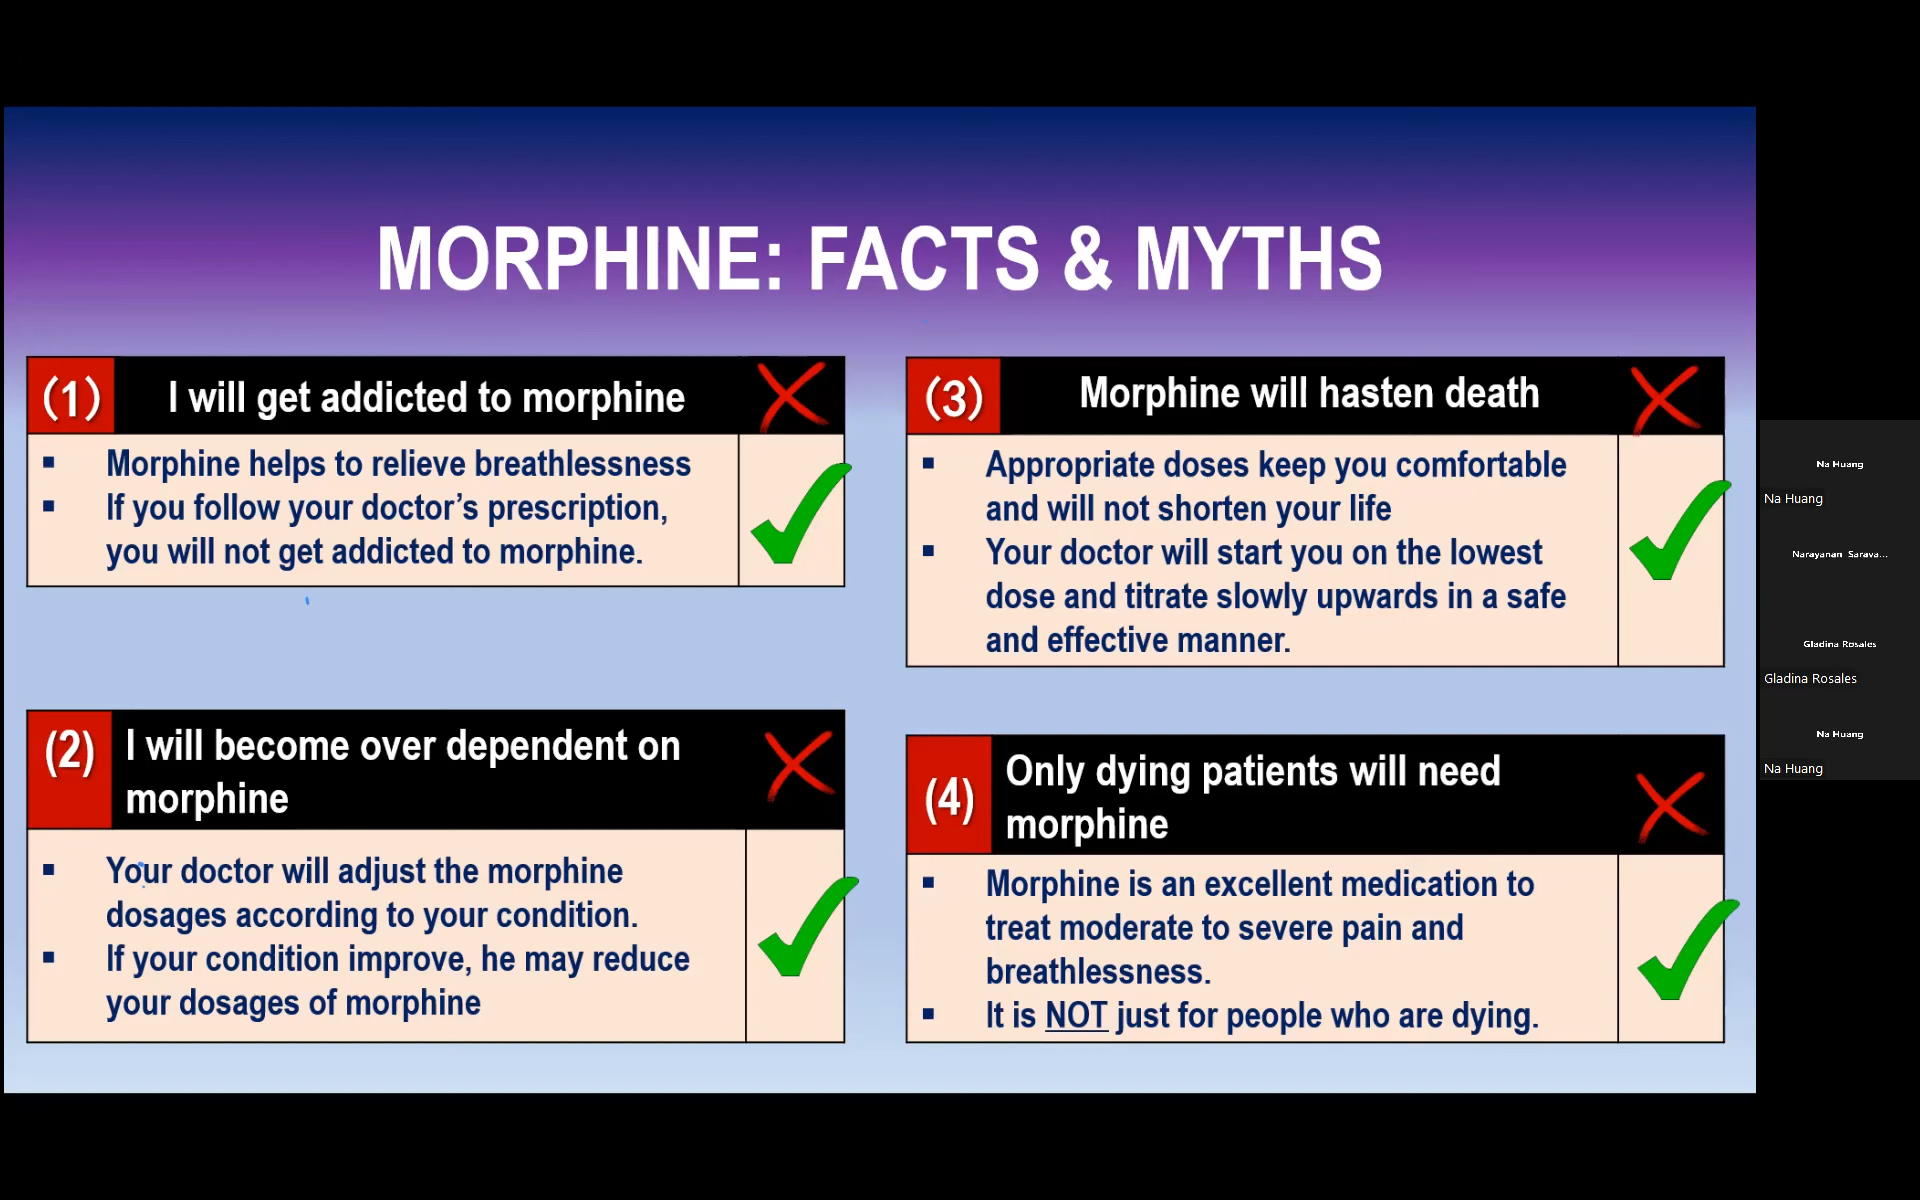 MORPHINE: FACTS & MYTHS
(1) I will get addicted to morphine
▪ Morphine helps to relieve breathlessness
▪ If you follow your doctor’s prescription,
you will not get addicted to morphine.
(2) I will become over dependent on
morphine
▪ Your doctor will adjust the morphine
dosages according to your condition.
▪ If your condition improve, he may reduce
your dosages of morphine
(3) Morphine will hasten death
▪ Appropriate doses keep you comfortable
and will not shorten your life
▪ Your doctor will start you on the lowest
dose and titrate slowly upwards in a safe
and effective manner.
(4) Only dying patients will need
morphine
▪ Morphine is an excellent medication to
treat moderate to severe pain and
breathlessness.
▪ It is NOT just for people who are dying.
Na Huang
Na Huang
Narayanan Sarava...
Gladina Rosales
Gladina Rosales
Na Huang
Na Huang